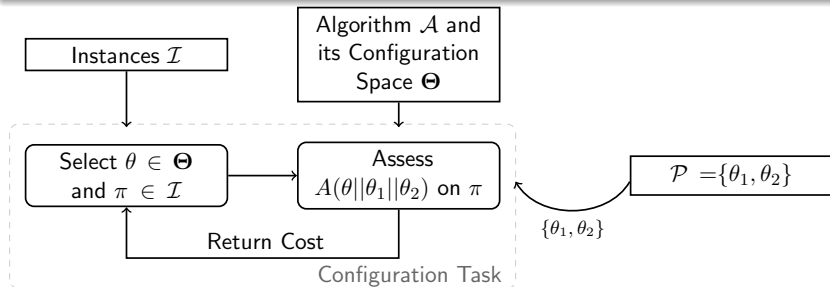 Instances 𝓘
Algorithm 𝓐 and
its Configuration
Space Θ
Select θ ∈ Θ
and π ∈ 𝓘
Assess
A(θ||θ₁||θ₂) on π
𝒫 ={θ₁, θ₂}
{θ₁, θ₂}
Return Cost
Configuration Task